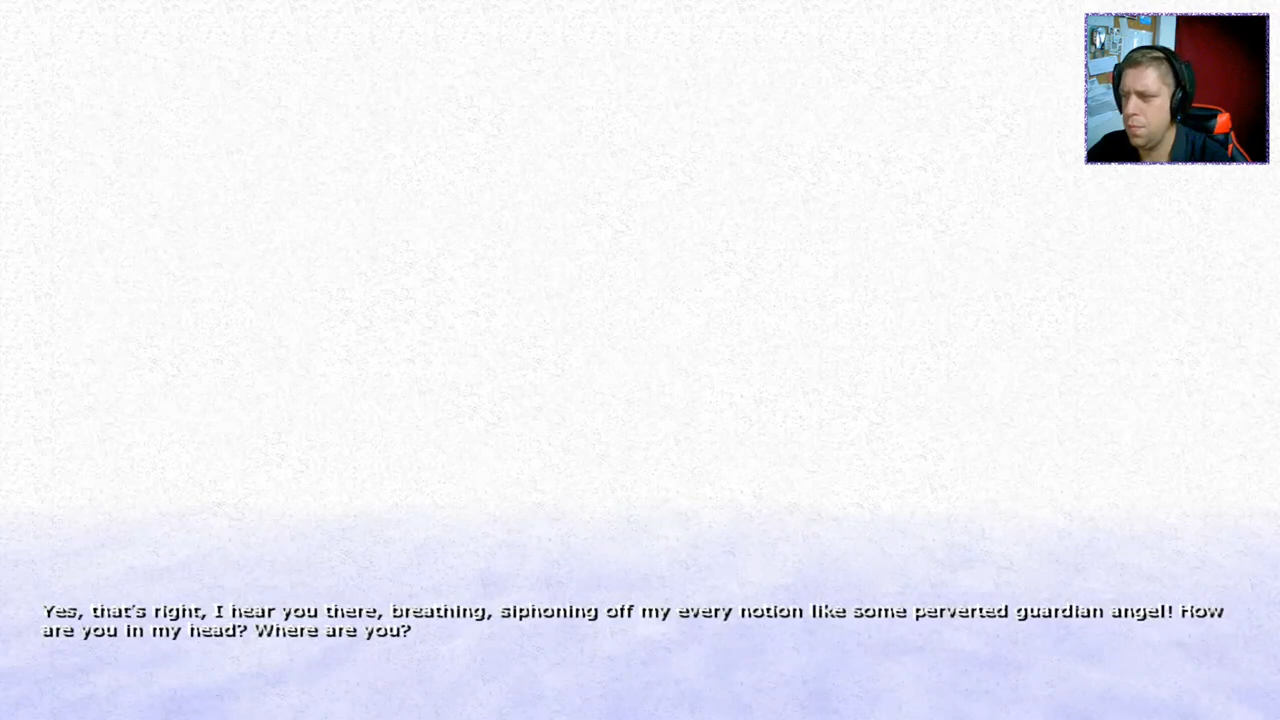 Yes, that's right, I hear you there, breathing, siphoning off my every notion like some perverted guardian angel! How
are you in my head? Where are you?